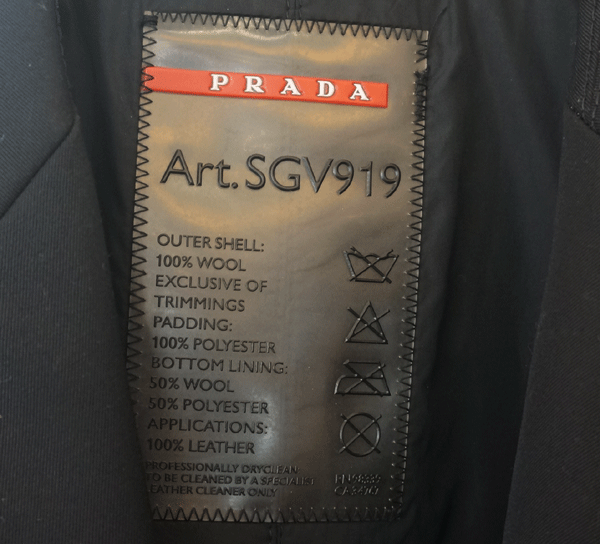 PRADA
Art. SGV919
OUTER SHELL:
100% WOOL
EXCLUSIVE OF
TRIMMINGS
PADDING:
100% POLYESTER
BOTTOM LINING:
50% WOOL
50% POLYESTER
APPLICATIONS:
100% LEATHER
PROFESSIONALLY DRYCLEAN
TO BE CLEANED BY A SPECIALIST
LEATHER CLEANER ONLY